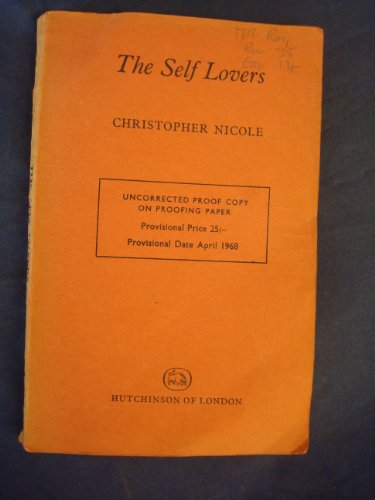 The Self Lovers
CHRISTOPHER NICOLE
UNCORRECTED PROOF COPY
ON PROOFING PAPER
Provisional Price 25/-
Provisional Date April 1968
HUTCHINSON OF LONDON